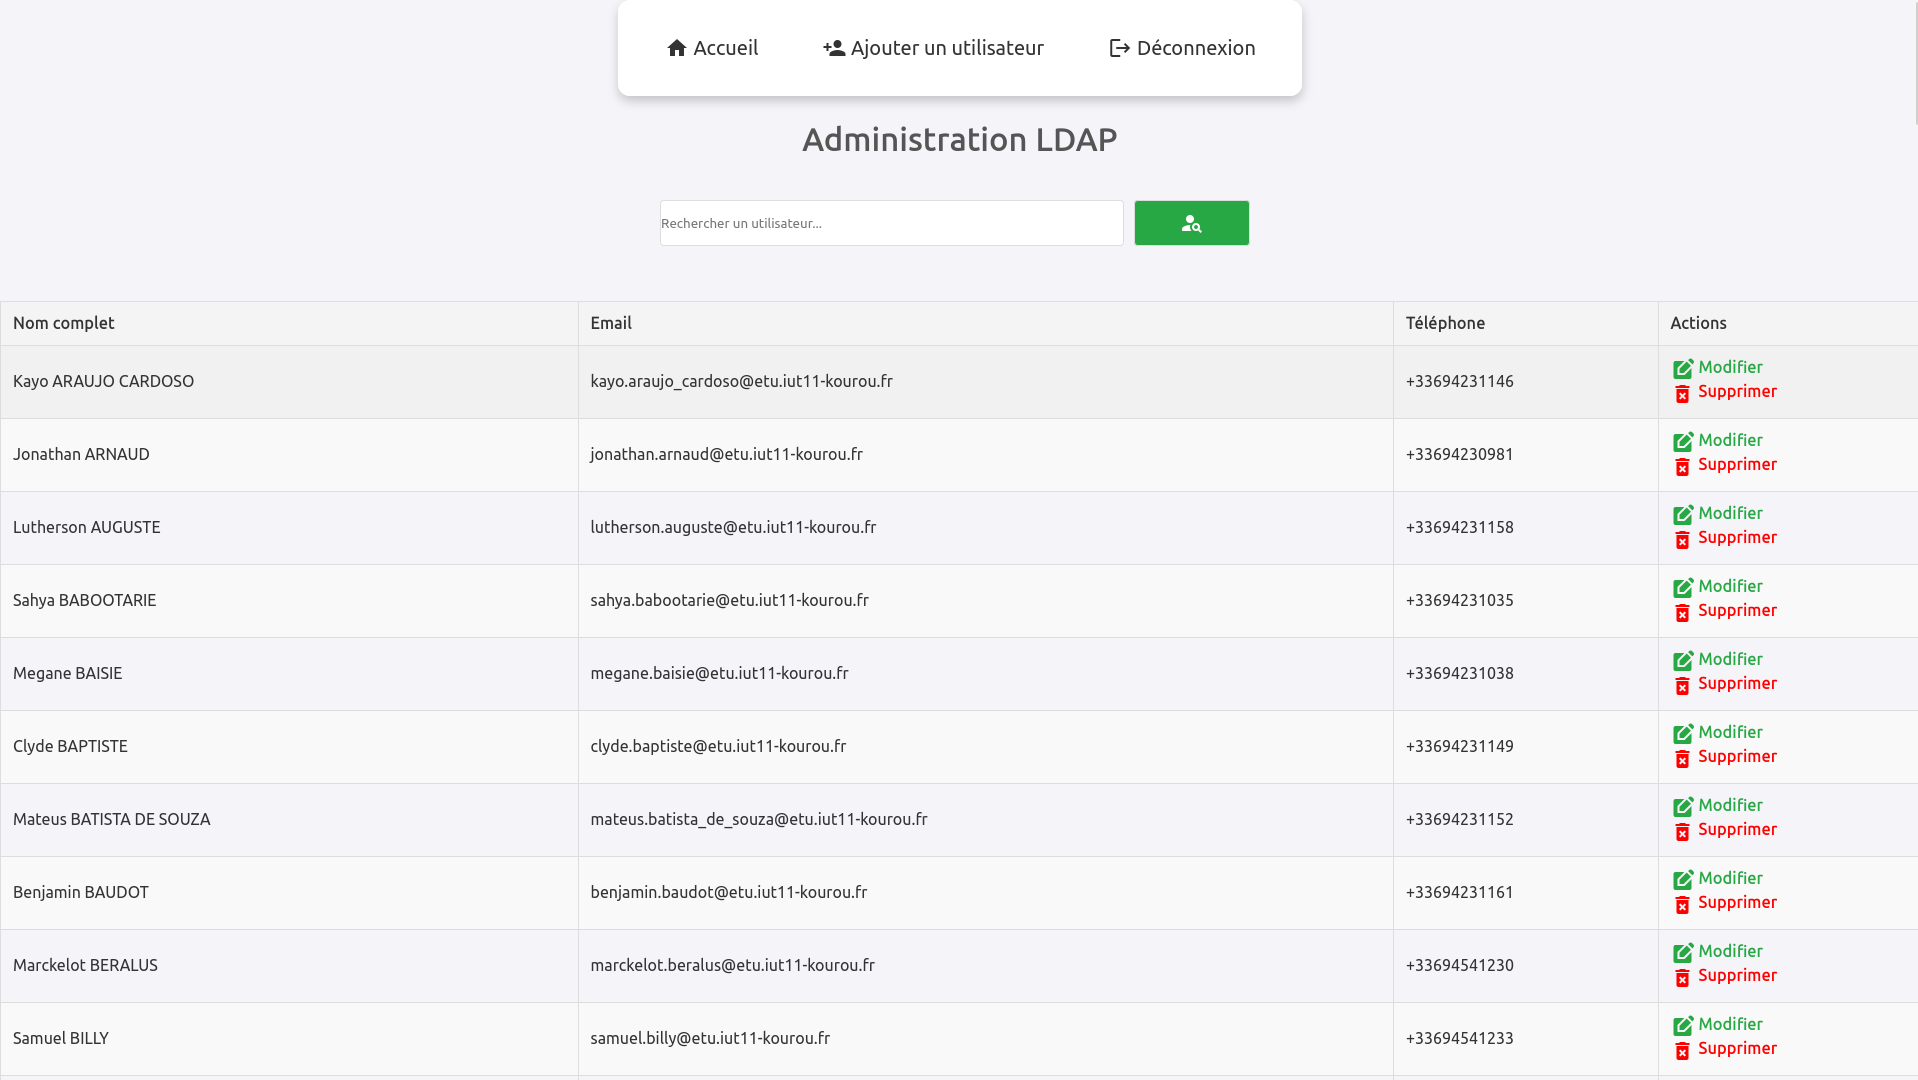 Accueil Ajouter un utilisateur Déconnexion
Administration LDAP
Rechercher un utilisateur...
Nom complet Email Téléphone Actions
Kayo ARAUJO CARDOSO kayo.araujo_cardoso@etu.iut11-kourou.fr +33694231146 Modifier
Supprimer
Jonathan ARNAUD jonathan.arnaud@etu.iut11-kourou.fr +33694230981 Modifier
Supprimer
Lutherson AUGUSTE lutherson.auguste@etu.iut11-kourou.fr +33694231158 Modifier
Supprimer
Sahya BABOOTARIE sahya.babootarie@etu.iut11-kourou.fr +33694231035 Modifier
Supprimer
Megane BAISIE megane.baisie@etu.iut11-kourou.fr +33694231038 Modifier
Supprimer
Clyde BAPTISTE clyde.baptiste@etu.iut11-kourou.fr +33694231149 Modifier
Supprimer
Mateus BATISTA DE SOUZA mateus.batista_de_souza@etu.iut11-kourou.fr +33694231152 Modifier
Supprimer
Benjamin BAUDOT benjamin.baudot@etu.iut11-kourou.fr +33694231161 Modifier
Supprimer
Marckelot BERALUS marckelot.beralus@etu.iut11-kourou.fr +33694541230 Modifier
Supprimer
Samuel BILLY samuel.billy@etu.iut11-kourou.fr +33694541233 Modifier
Supprimer